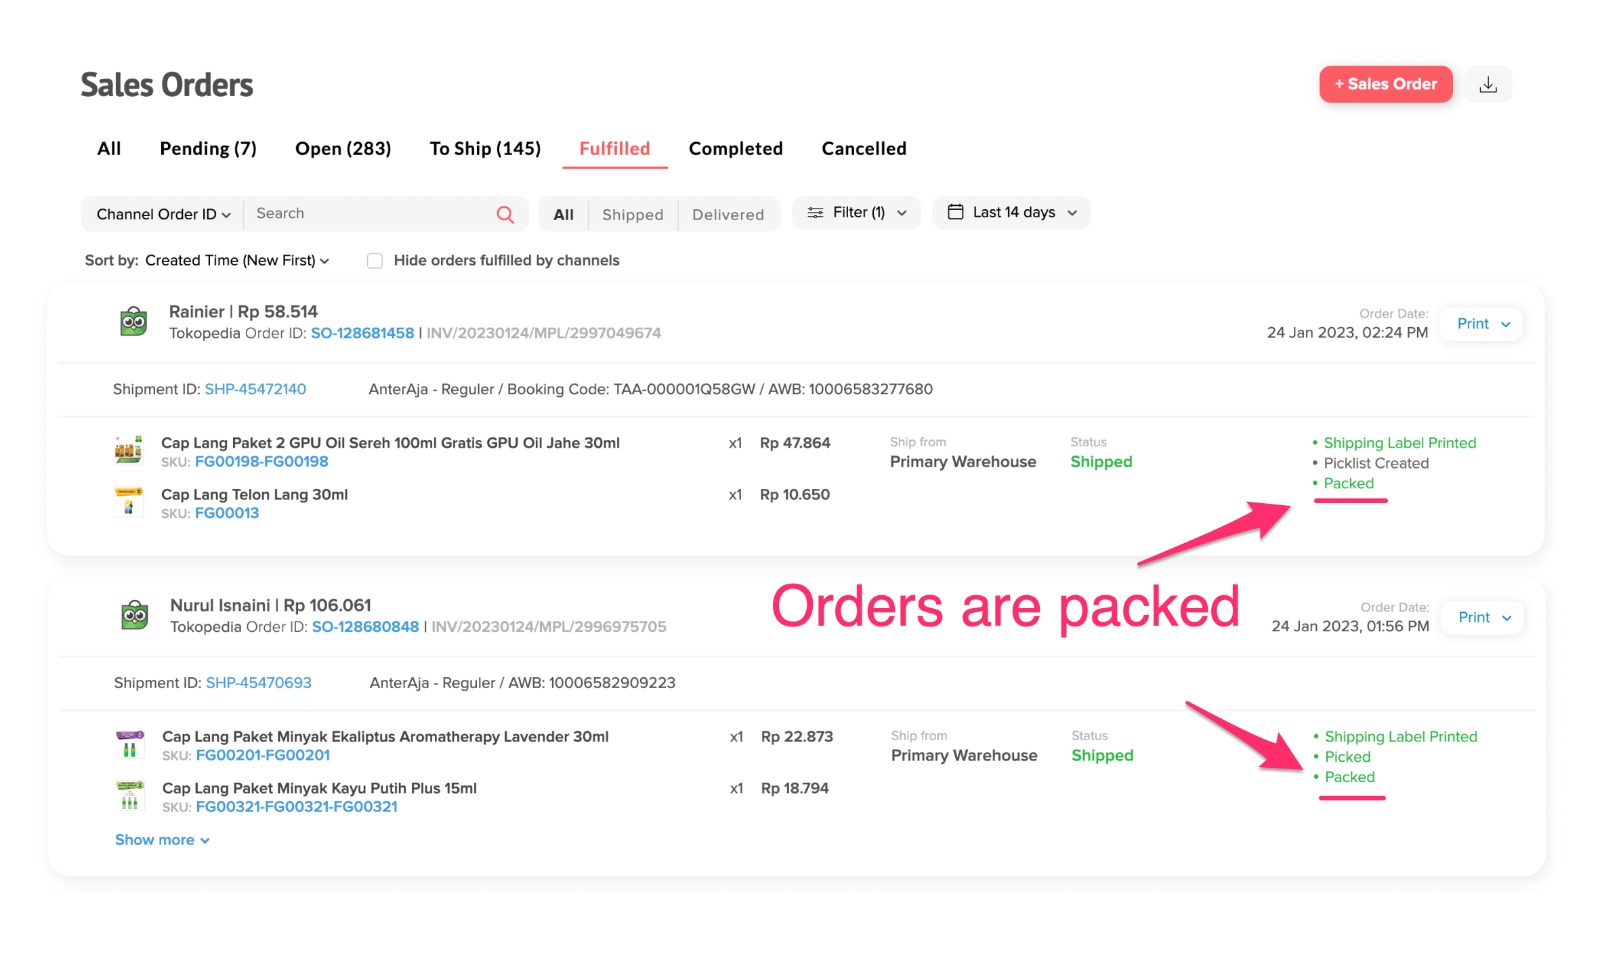 Sales Orders
+ Sales Order
All Pending (7) Open (283) To Ship (145) Fulfilled Completed Cancelled
Channel Order ID Search All Shipped Delivered Filter (1) Last 14 days
Sort by: Created Time (New First) Hide orders fulfilled by channels
Rainier | Rp 58.514
Tokopedia Order ID: SO-128681458 | INV/20230124/MPL/2997049674
Order Date:
24 Jan 2023, 02:24 PM
Print
Shipment ID: SHP-45472140 AnterAja - Reguler / Booking Code: TAA-000001Q58GW / AWB: 10006583277680
Cap Lang Paket 2 GPU Oil Sereh 100ml Gratis GPU Oil Jahe 30ml x1 Rp 47.864
SKU: FG00198-FG00198
Cap Lang Telon Lang 30ml x1 Rp 10.650
SKU: FG00013
Ship from
Primary Warehouse
Status
Shipped
• Shipping Label Printed
• Picklist Created
• Packed
Orders are packed
Nurul Isnaini | Rp 106.061
Tokopedia Order ID: SO-128680848 | INV/20230124/MPL/2996975705
Order Date:
24 Jan 2023, 01:56 PM
Print
Shipment ID: SHP-45470693 AnterAja - Reguler / AWB: 10006582909223
Cap Lang Paket Minyak Ekaliptus Aromatherapy Lavender 30ml x1 Rp 22.873
SKU: FG00201-FG00201
Cap Lang Paket Minyak Kayu Putih Plus 15ml x1 Rp 18.794
SKU: FG00321-FG00321-FG00321
Ship from
Primary Warehouse
Status
Shipped
• Shipping Label Printed
• Picked
• Packed
Show more